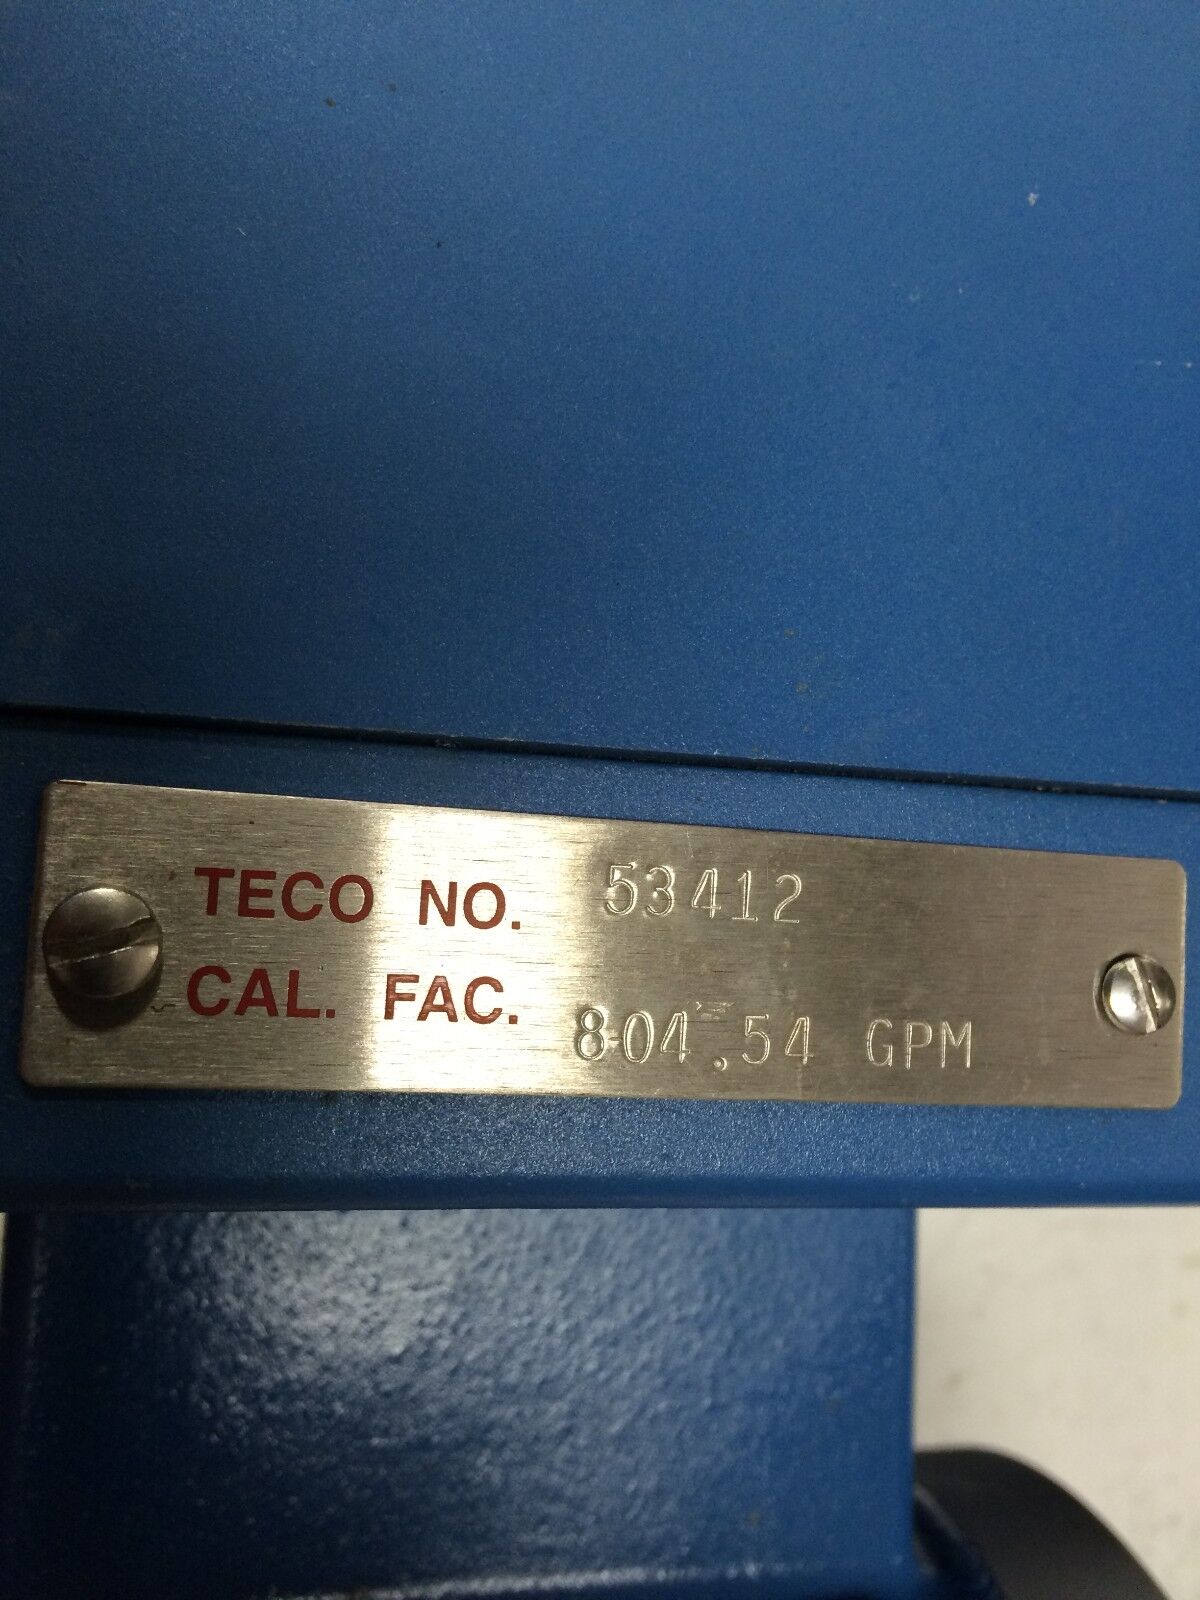 TECO NO. 53412
CAL. FAC. 804.54 GPM